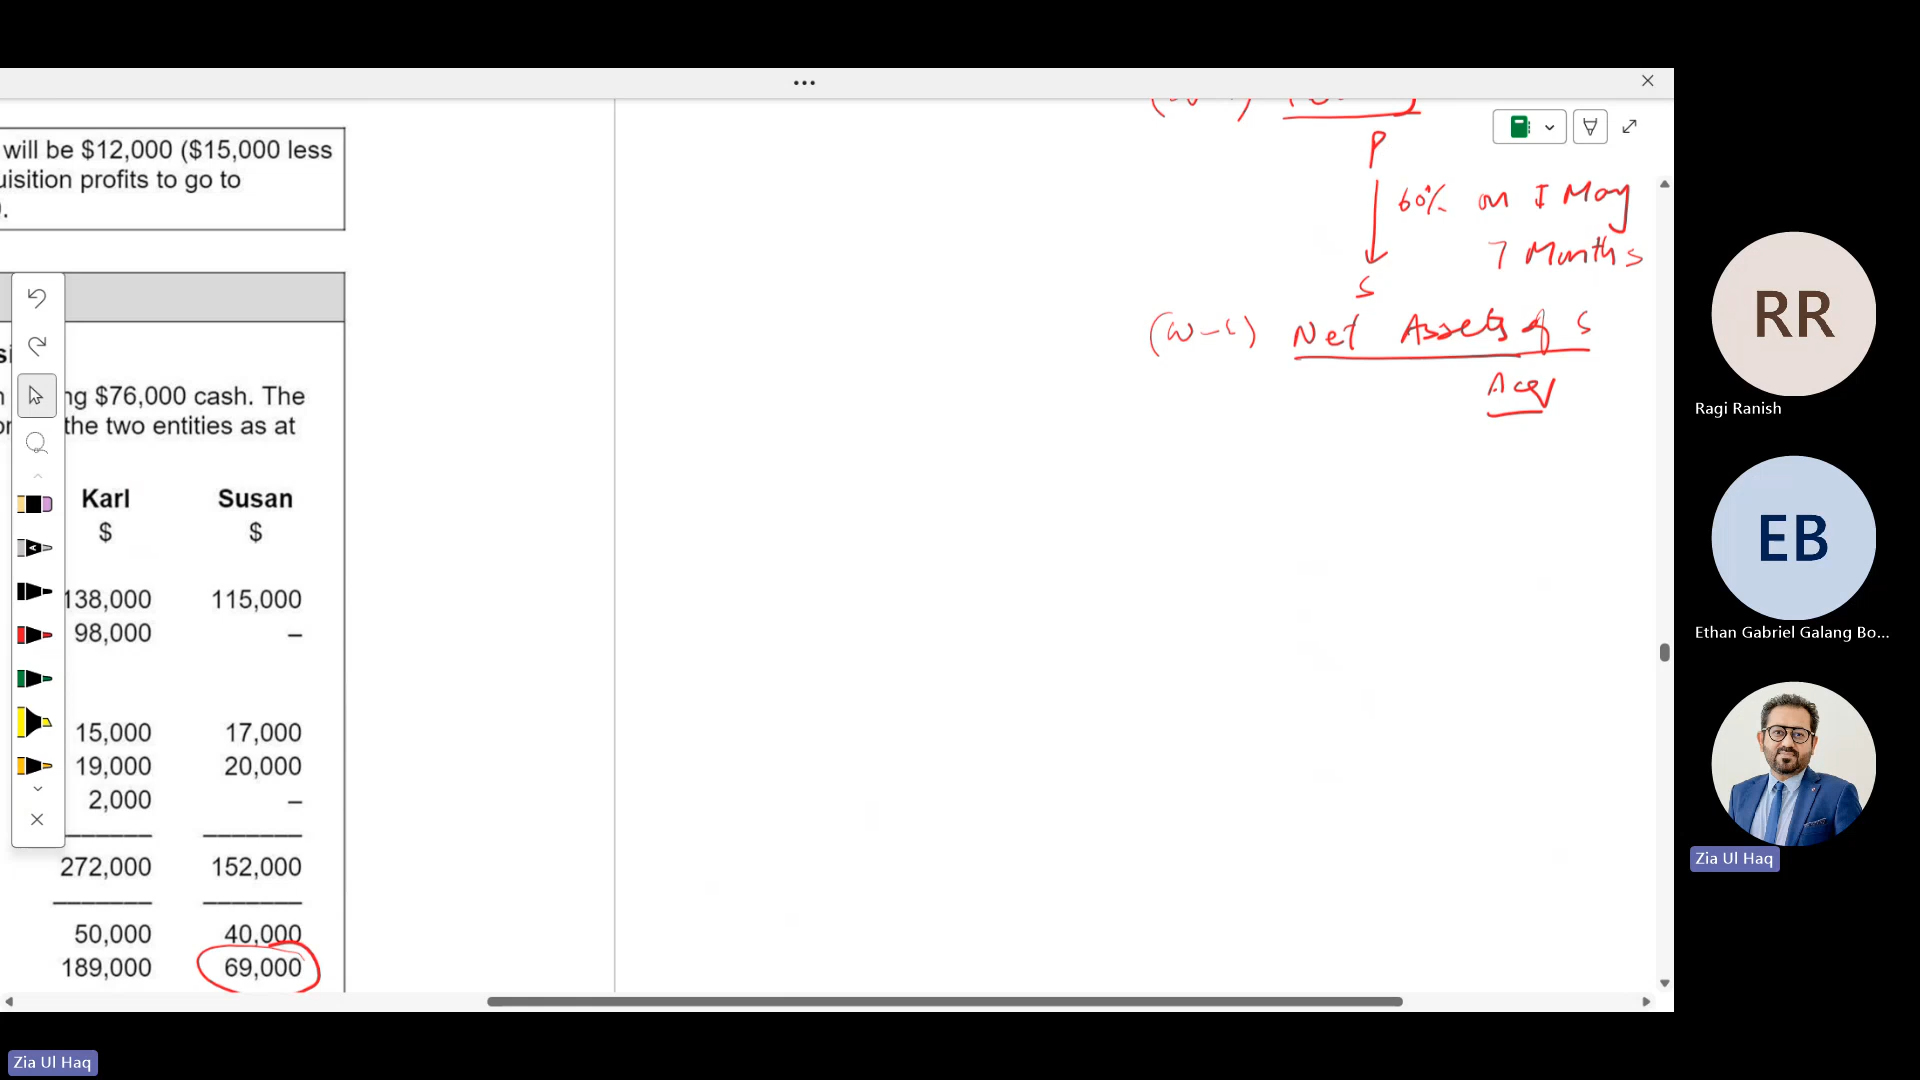 will be $12,000 ($15,000 less
uisition profits to go to
).
P
60% on 1 May
7 Months
S
Net Assets of S
Acq
ng $76,000 cash. The
the two entities as at
Karl Susan
$ $
138,000 115,000
98,000 –
15,000 17,000
19,000 20,000
2,000 –
272,000 152,000
50,000 40,000
189,000 69,000
RR
Ragi Ranish
EB
Ethan Gabriel Galang Bo...
Zia Ul Haq
Zia Ul Haq